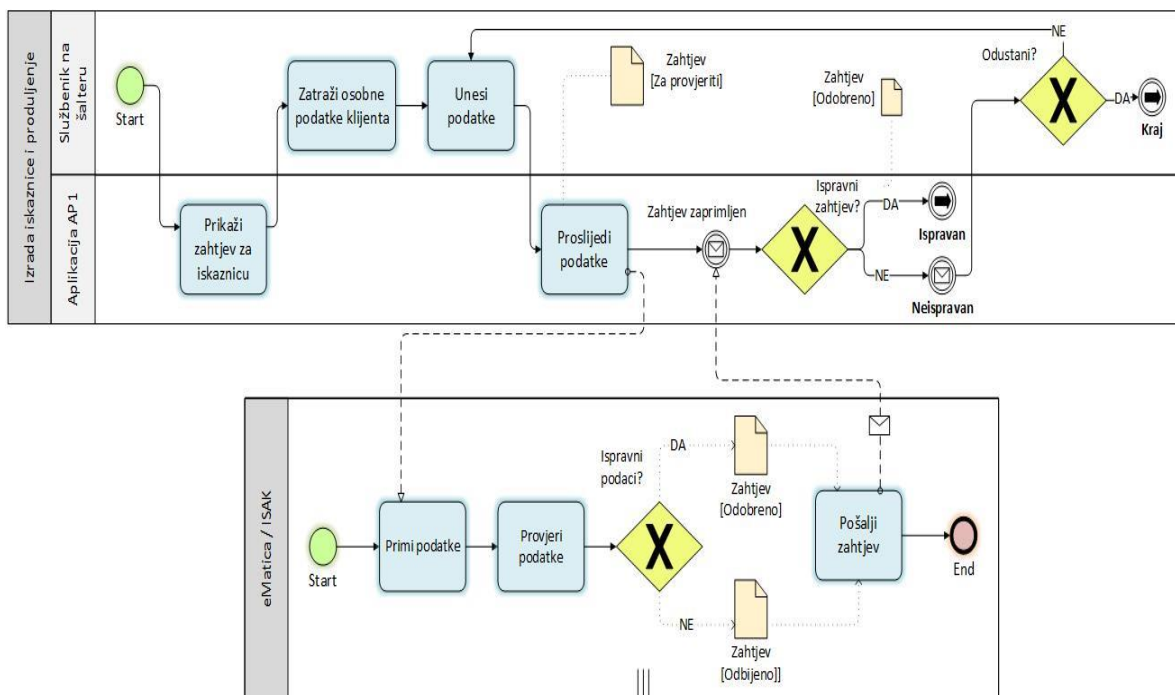 Izrada iskaznice i produljenje
Službenik na
šalteru
Start
Zatraži osobne
podatke klijenta
Unesi
podatke
Zahtjev
[Za provjeriti]
Zahtjev
[Odobreno]
Odustani?
NE
X
DA
Kraj
Aplikacija AP 1
Prikaži
zahtjev za
iskaznicu
Proslijedi
podatke
Zahtjev zaprimljen
Ispravni
zahtjev?
X
DA
Ispravan
NE
Neispravan
eMatica / ISAK
Start
Primi podatke
Provjeri
podatke
Ispravni
podaci?
X
DA
Zahtjev
[Odobreno]
NE
Zahtjev
[Odbijeno]]
Pošalji
zahtjev
End